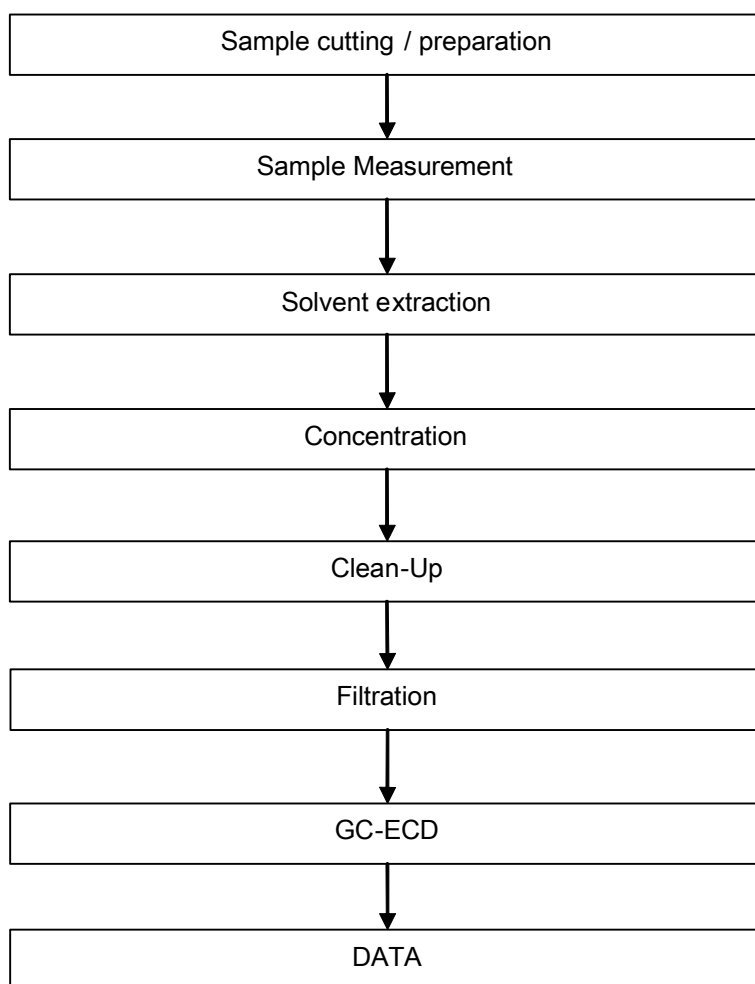 Sample cutting / preparation
Sample Measurement
Solvent extraction
Concentration
Clean-Up
Filtration
GC-ECD
DATA